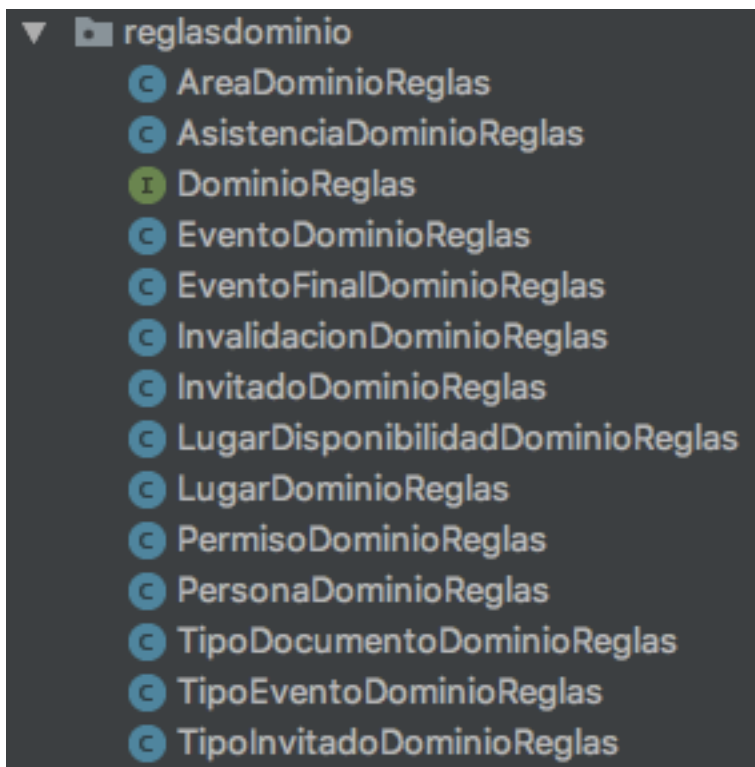 reglasdominio
C AreaDominioReglas
C AsistenciaDominioReglas
I DominioReglas
C EventoDominioReglas
C EventoFinalDominioReglas
C InvalidacionDominioReglas
C InvitadoDominioReglas
C LugarDisponibilidadDominioReglas
C LugarDominioReglas
C PermisoDominioReglas
C PersonaDominioReglas
C TipoDocumentoDominioReglas
C TipoEventoDominioReglas
C TipoInvitadoDominioReglas